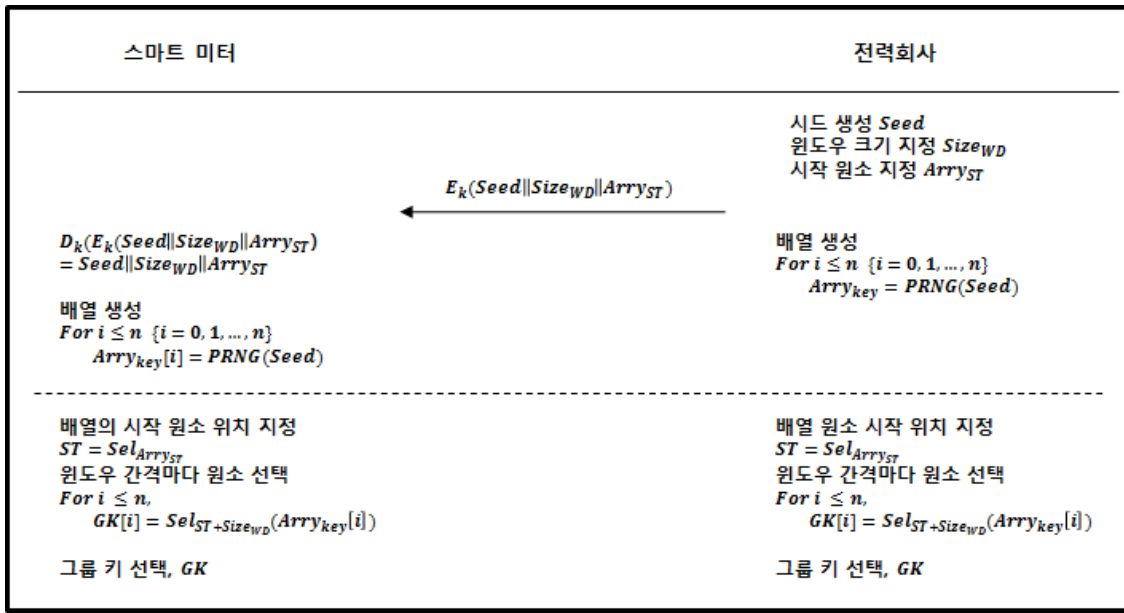 스마트 미터
전력회사
시드 생성 Seed
윈도우 크기 지정 Size_WD
시작 원소 지정 Arry_ST
E_k(Seed||Size_WD||Arry_ST)
D_k(E_k(Seed||Size_WD||Arry_ST)
= Seed||Size_WD||Arry_ST
배열 생성
For i ≤ n {i = 0, 1, ..., n}
Arry_key[i] = PRNG(Seed)
배열 생성
For i ≤ n {i = 0, 1, ..., n}
Arry_key = PRNG(Seed)
배열의 시작 원소 위치 지정
ST = Sel_Arry_ST
윈도우 간격마다 원소 선택
For i ≤ n,
GK[i] = Sel_ST+Size_WD(Arry_key[i])
그룹 키 선택, GK
배열 원소 시작 위치 지정
ST = Sel_Arry_ST
윈도우 간격마다 원소 선택
For i ≤ n,
GK[i] = Sel_ST+Size_WD(Arry_key[i])
그룹 키 선택, GK